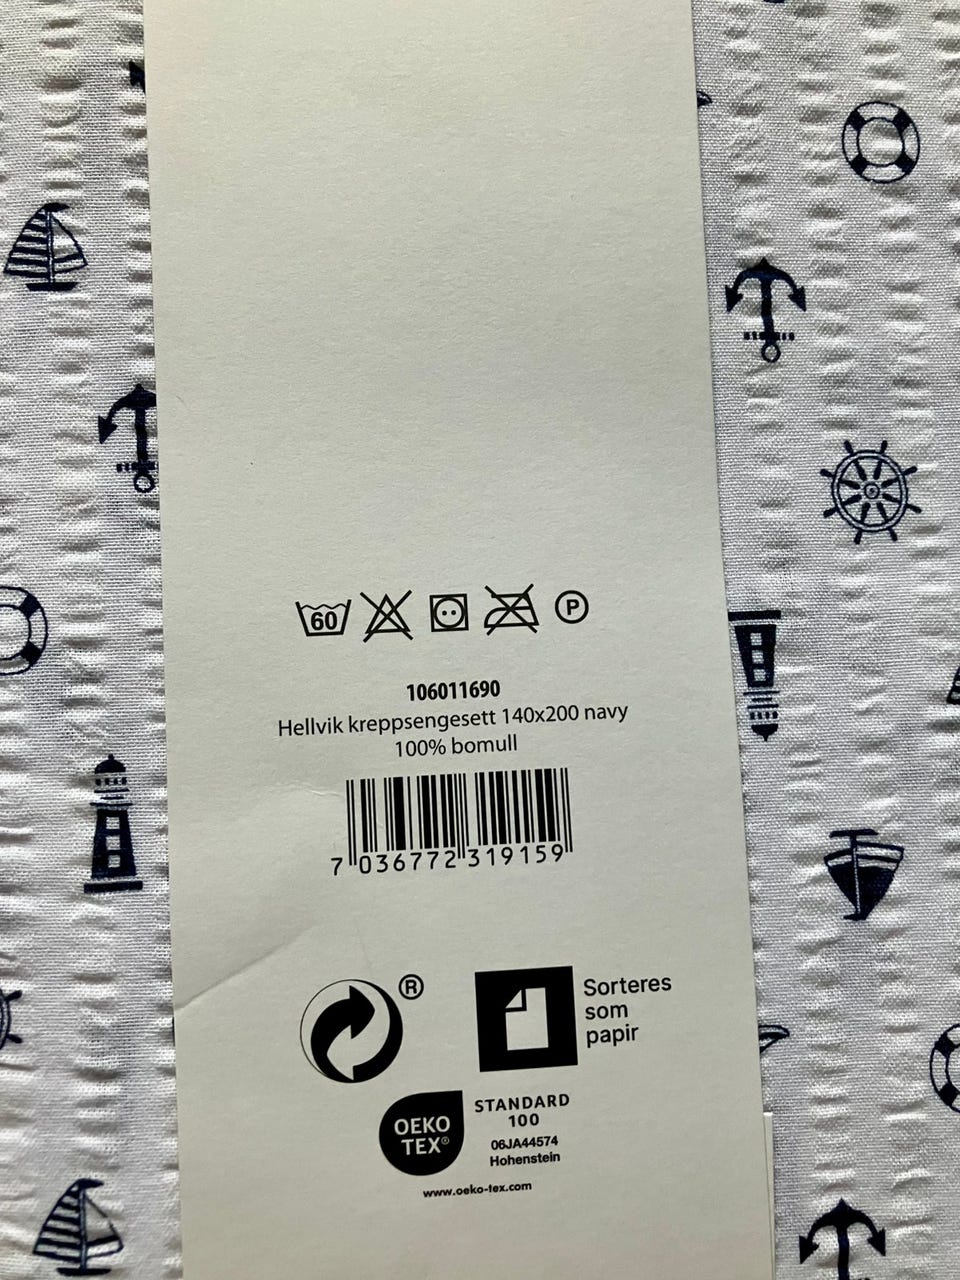 60 P
106011690
Hellvik kreppsengesett 140x200 navy
100% bomull
7 036772 319159
®
Sorteres
som
papir
OEKO
TEX®
STANDARD
100
06JA44574
Hohenstein
www.oeko-tex.com